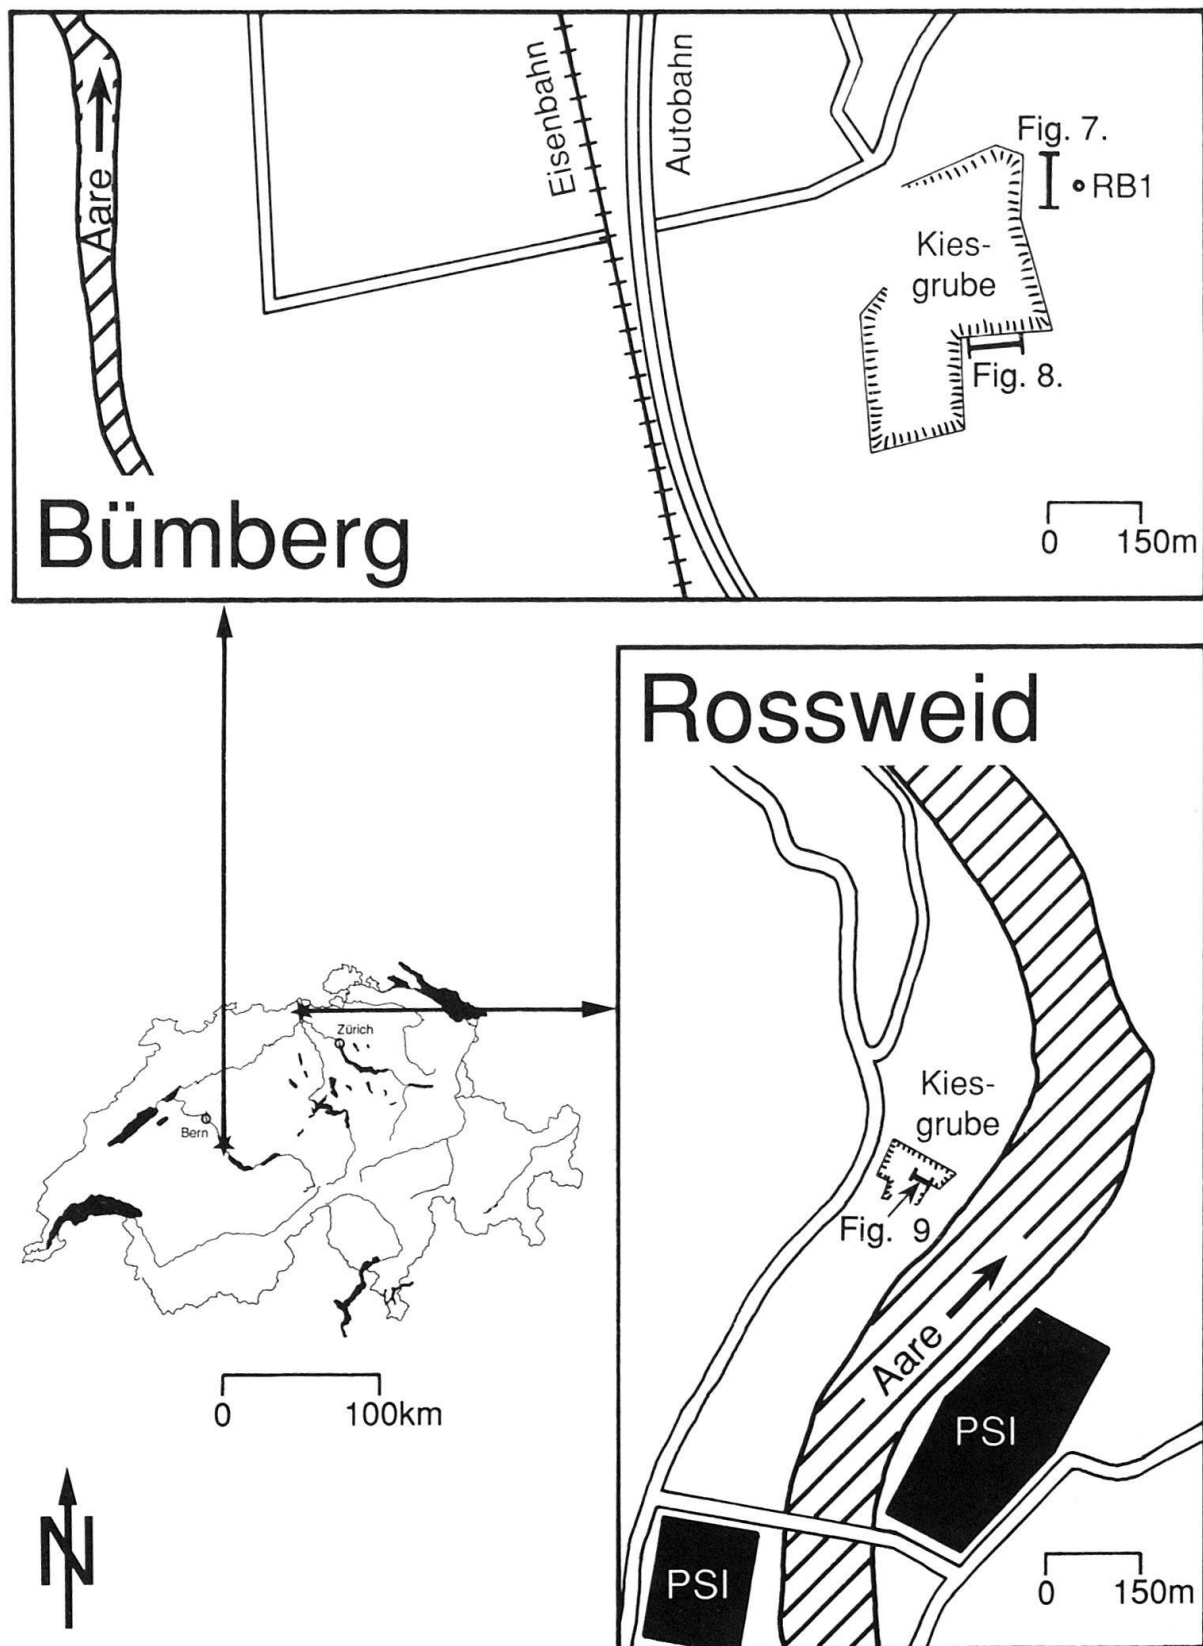 Aare
Eisenbahn
Autobahn
Fig. 7.
RB1
Kies-
grube
Fig. 8.
0 150m
Bümberg
Rossweid
Kies-
grube
Fig. 9
Aare
PSI
PSI
0 150m
Zürich
Bern
0 100km
N